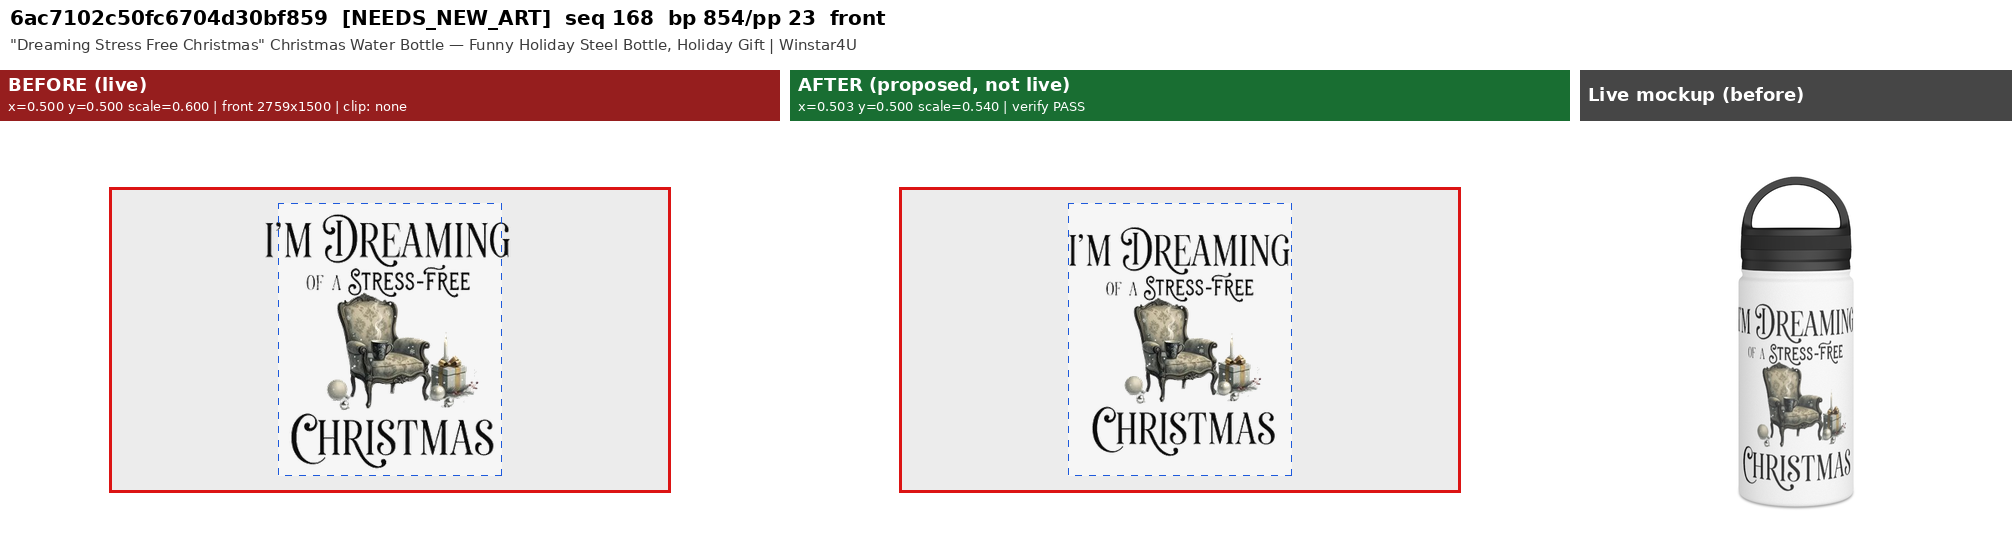 6ac7102c50fc6704d30bf859 [NEEDS_NEW_ART] seq 168 bp 854/pp 23 front
"Dreaming Stress Free Christmas" Christmas Water Bottle — Funny Holiday Steel Bottle, Holiday Gift | Winstar4U
BEFORE (live)
x=0.500 y=0.500 scale=0.600 | front 2759x1500 | clip: none
I'M DREAMING
OF A STRESS-FREE
CHRISTMAS
AFTER (proposed, not live)
x=0.503 y=0.500 scale=0.540 | verify PASS
I'M DREAMING
OF A STRESS-FREE
CHRISTMAS
Live mockup (before)
'M DREAMING
OF A STRESS-FREE
CHRISTMAS